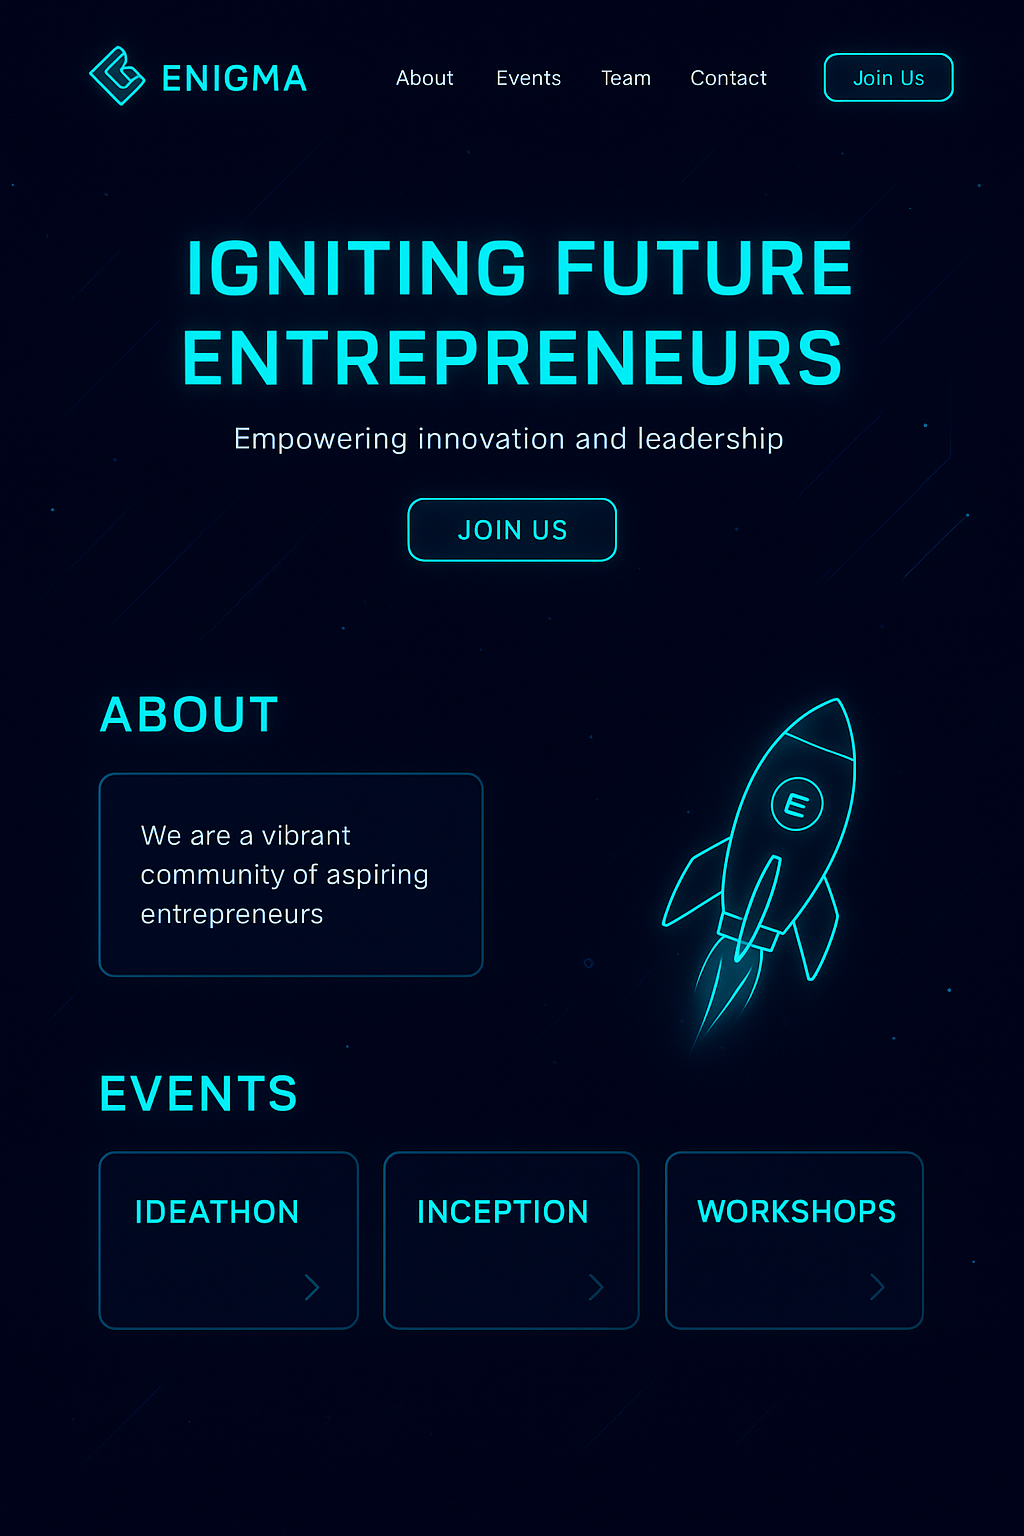 ENIGMA
About Events Team Contact Join Us
IGNITING FUTURE
ENTREPRENEURS
Empowering innovation and leadership
JOIN US
ABOUT
We are a vibrant
community of aspiring
entrepreneurs
E
EVENTS
IDEATHON INCEPTION WORKSHOPS